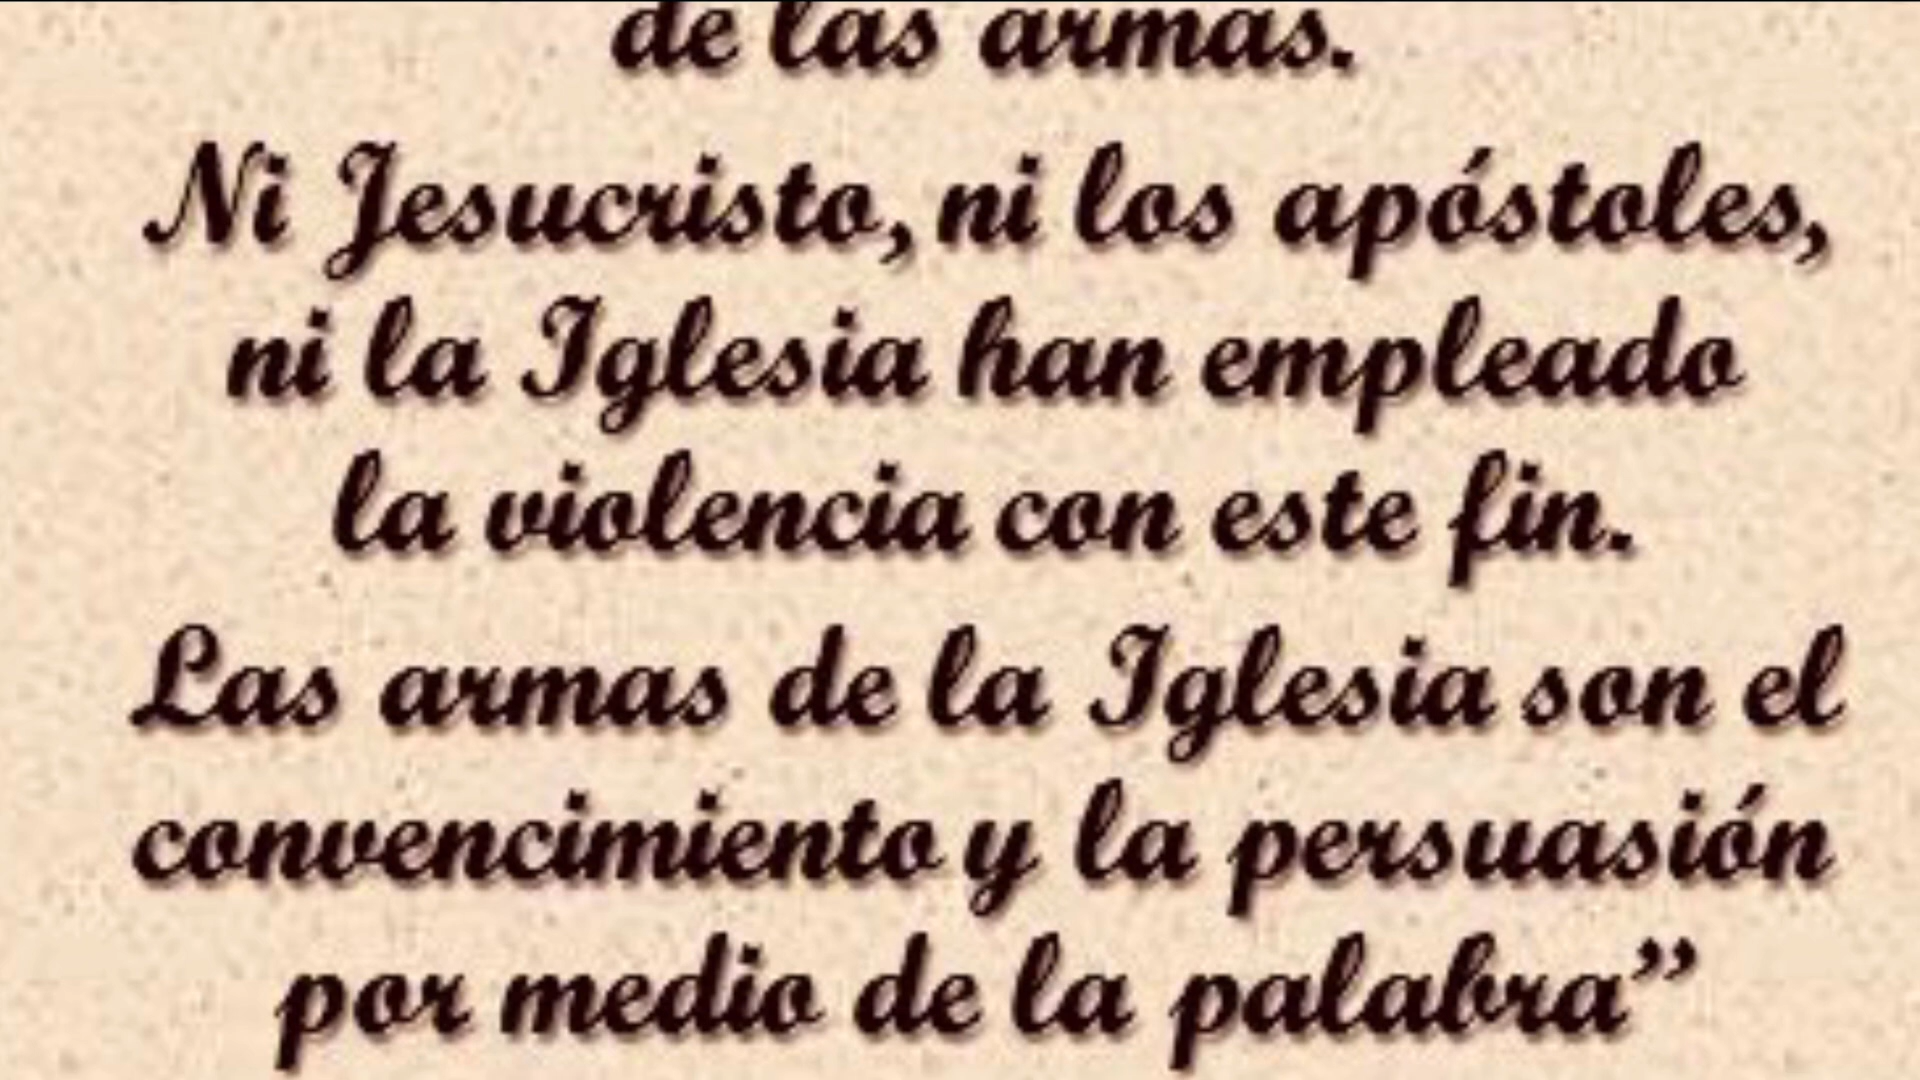 de las armas.
Ni Jesucristo, ni los apóstoles,
ni la Iglesia han empleado
la violencia con este fin.
Las armas de la Iglesia son el
convencimiento y la persuasión
por medio de la palabra”